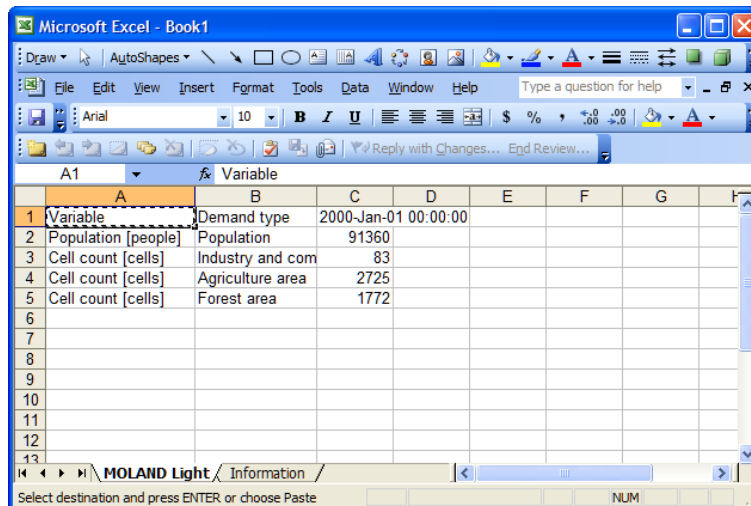 Microsoft Excel - Book1
Draw AutoShapes
File Edit View Insert Format Tools Data Window Help Type a question for help
Arial 10 B I U $ % , .00 .00 A
Reply with Changes... End Review...
A1 fx Variable
A B C D E F G H
1 Variable Demand type 2000-Jan-01 00:00:00
2 Population [people] Population 91360
3 Cell count [cells] Industry and com 83
4 Cell count [cells] Agriculture area 2725
5 Cell count [cells] Forest area 1772
6
7
8
9
10
11
12
13
MOLAND Light Information
Select destination and press ENTER or choose Paste NUM